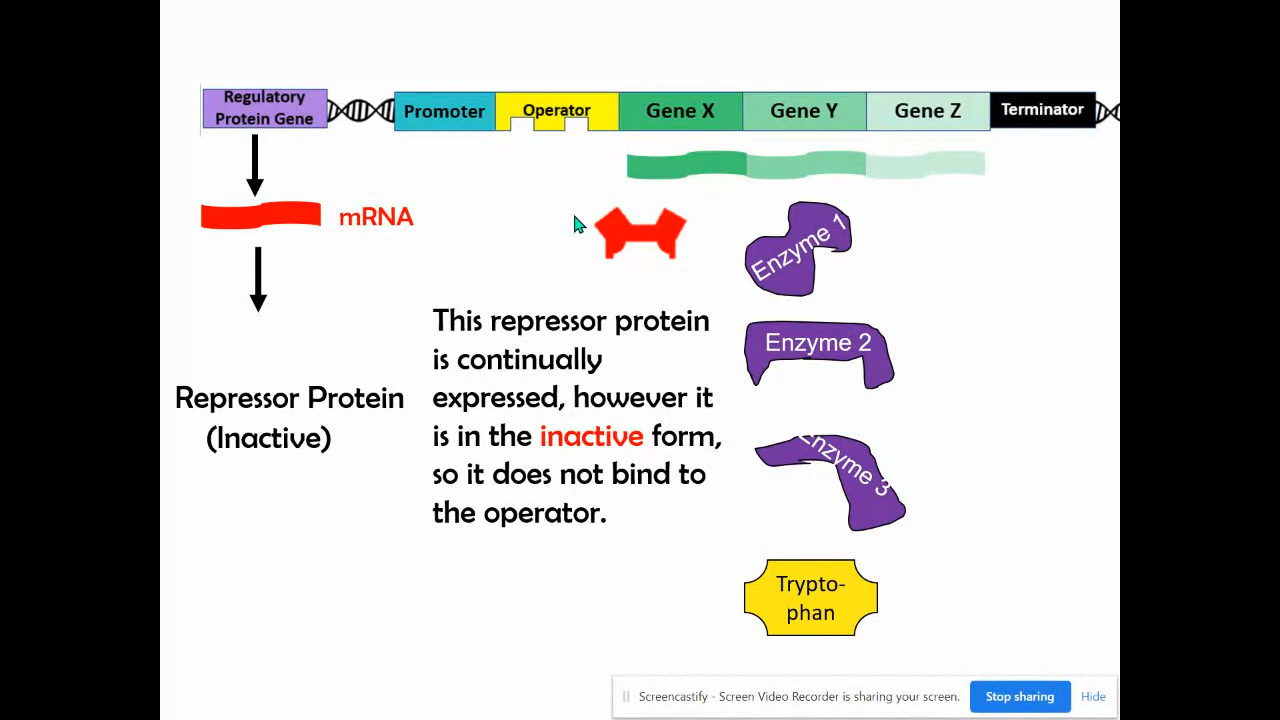 Regulatory
Protein Gene
Promoter
Operator
Gene X
Gene Y
Gene Z
Terminator
mRNA
Enzyme 1
This repressor protein
is continually
expressed, however it
is in the inactive form,
so it does not bind to
the operator.
Enzyme 2
Repressor Protein
(Inactive)
Enzyme 3
Trypto-
phan
Screencastify - Screen Video Recorder is sharing your screen.
Stop sharing
Hide